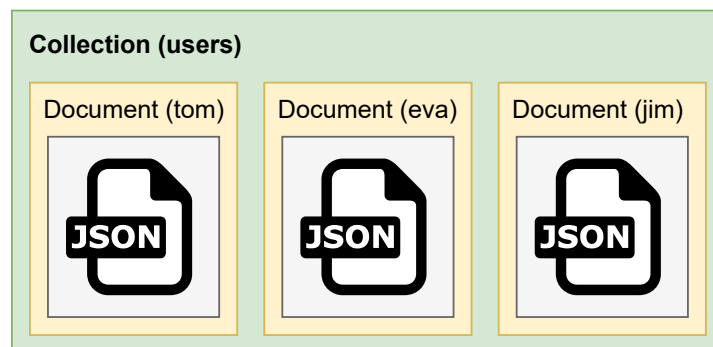 Collection (users)
Document (tom)
Document (eva)
Document (jim)
JSON
JSON
JSON